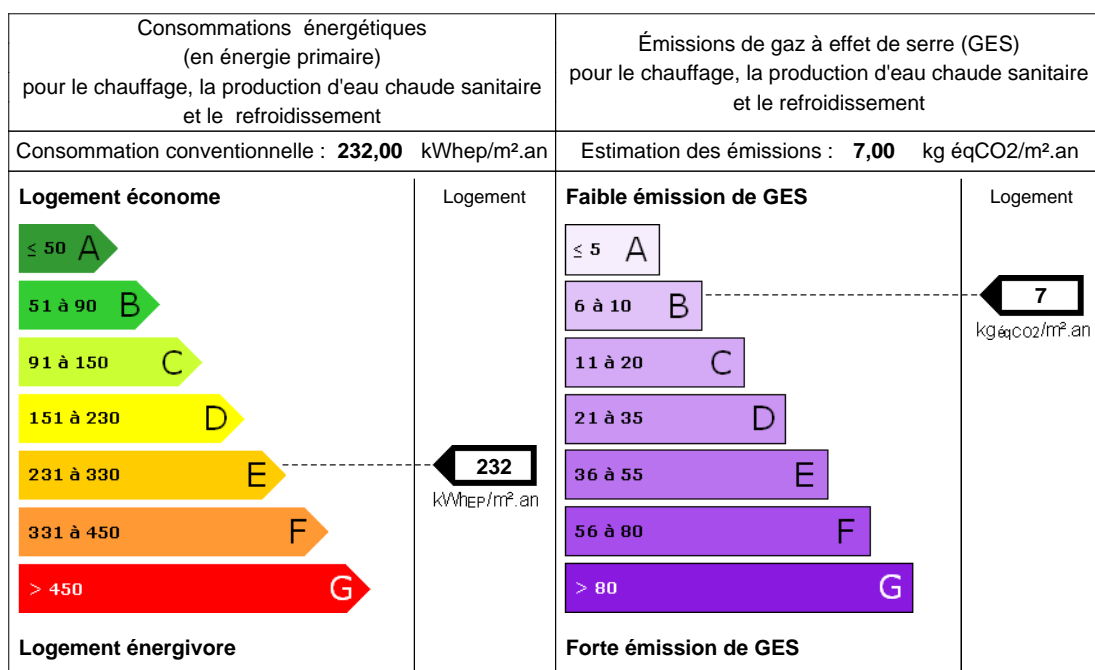 Consommations énergétiques
(en énergie primaire)
pour le chauffage, la production d'eau chaude sanitaire
et le refroidissement
Émissions de gaz à effet de serre (GES)
pour le chauffage, la production d'eau chaude sanitaire
et le refroidissement
Consommation conventionnelle : 232,00 kWhep/m².an
Estimation des émissions : 7,00 kg éqCO2/m².an
Logement économe
Logement
≤ 50 A
51 à 90 B
91 à 150 C
151 à 230 D
231 à 330 E
331 à 450 F
> 450 G
232
kWhEP/m².an
Logement énergivore
Faible émission de GES
Logement
≤ 5 A
6 à 10 B
11 à 20 C
21 à 35 D
36 à 55 E
56 à 80 F
> 80 G
7
kgéqCO2/m².an
Forte émission de GES